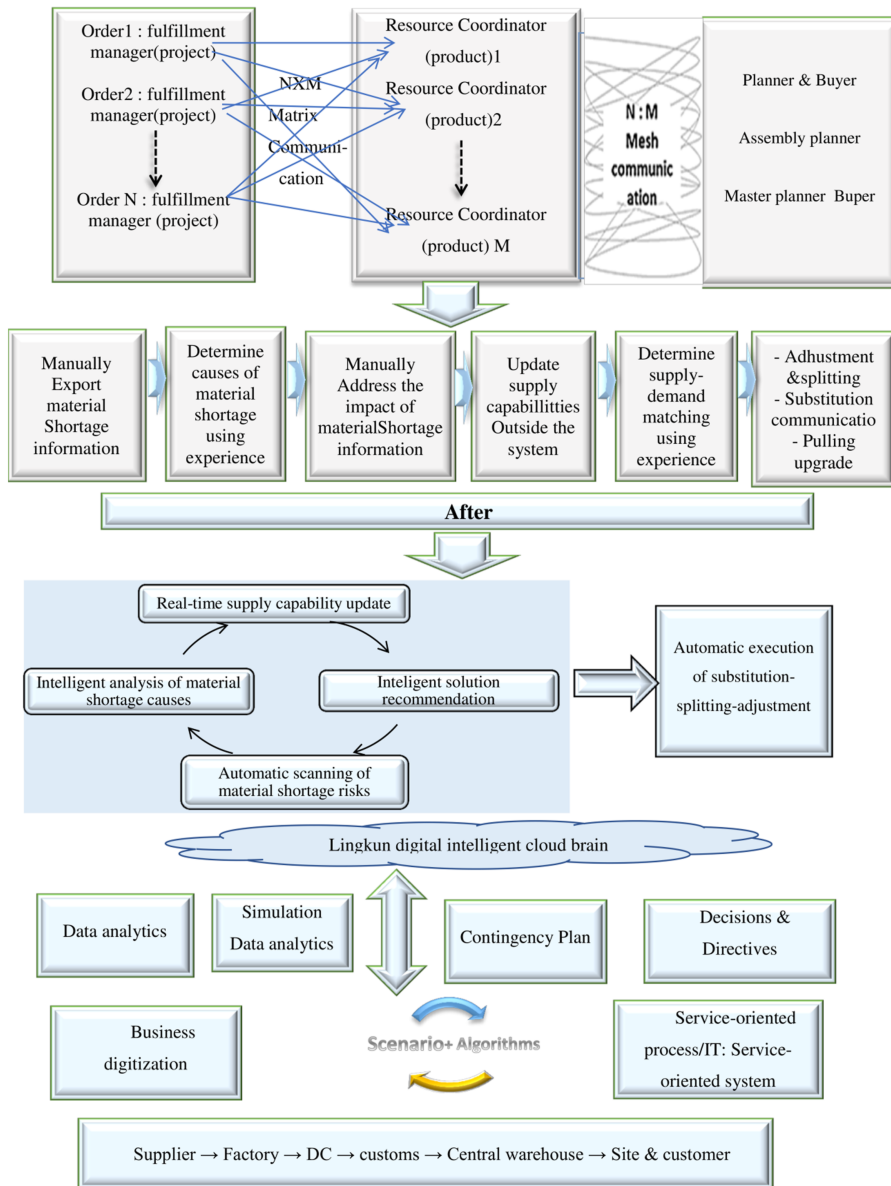 Order1 : fulfillment
manager(project)
Order2 : fulfillment
manager(project)
Order N : fulfillment
manager (project)
NXM
Matrix
Communi-
cation
Resource Coordinator
(product)1
Resource Coordinator
(product)2
Resource Coordinator
(product) M
N : M
Mesh
communic
ation
Planner & Buyer
Assembly planner
Master planner Buper
Manually
Export
material
Shortage
information
Determine
causes of
material
shortage
using
experience
Manually
Address the
impact of
materialShortage
information
Update
supply
capabillitties
Outside the
system
Determine
supply-
demand
matching
using
experience
- Adhustment
&splitting
- Substitution
communicatio
- Pulling
upgrade
After
Real-time supply capability update
Intelligent analysis of material
shortage causes
Inteligent solution
recommendation
Automatic scanning of
material shortage risks
Automatic execution
of substitution-
splitting-adjustment
Lingkun digital intelligent cloud brain
Data analytics
Simulation
Data analytics
Contingency Plan
Decisions &
Directives
Business
digitization
Scenario+ Algorithms
Service-oriented
process/IT: Service-
oriented system
Supplier → Factory → DC → customs → Central warehouse → Site & customer